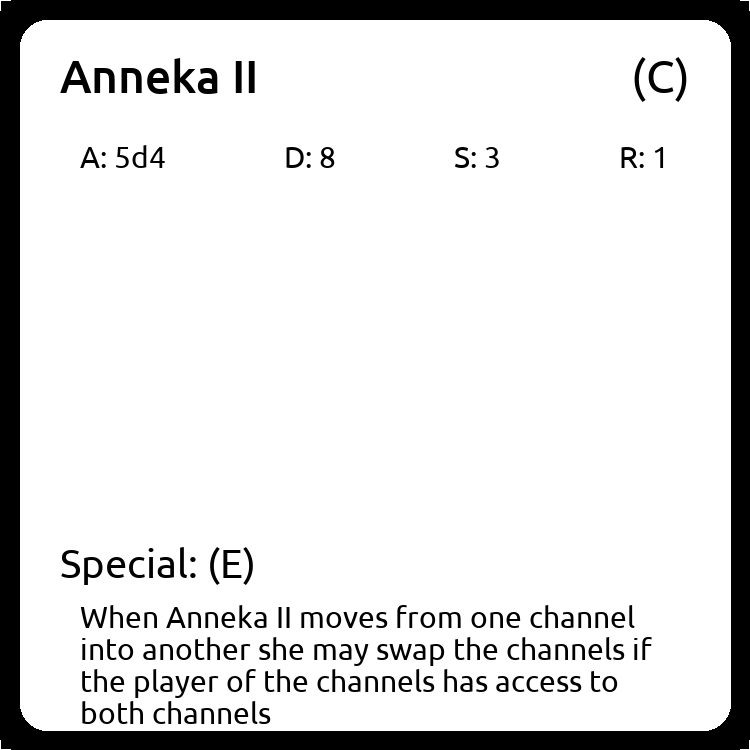 Anneka II (C)
A: 5d4 D: 8 S: 3 R: 1
Special: (E)
When Anneka II moves from one channel
into another she may swap the channels if
the player of the channels has access to
both channels